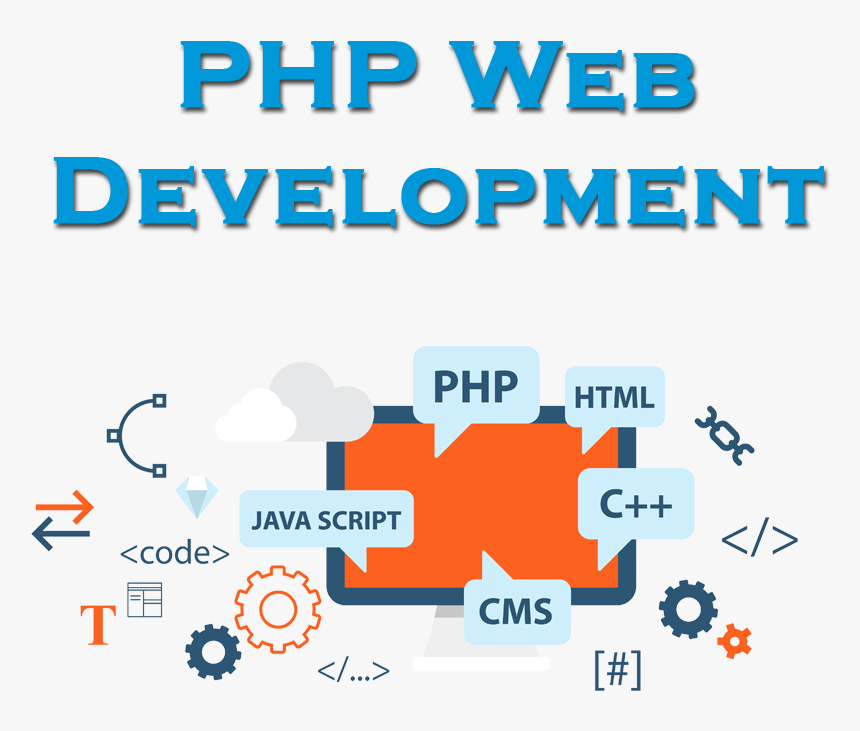 PHP Web
Development
PHP
HTML
JAVA SCRIPT
C++
<code>
</>
T
CMS
</...>
[#]